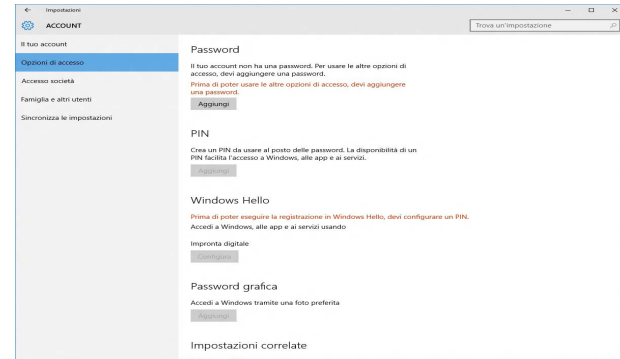 Impostazioni
ACCOUNT
Trova un'impostazione
Il tuo account
Opzioni di accesso
Accesso società
Famiglia e altri utenti
Sincronizza le impostazioni
Password
Il tuo account non ha una password. Per usare le altre opzioni di
accesso, devi aggiungere una password.
Prima di poter usare le altre opzioni di accesso, devi aggiungere
una password.
Aggiungi
PIN
Crea un PIN da usare al posto delle password. La disponibilità di un
PIN facilita l'accesso a Windows, alle app e ai servizi.
Aggiungi
Windows Hello
Prima di poter eseguire la registrazione in Windows Hello, devi configurare un PIN.
Accedi a Windows, alle app e ai servizi usando
Impronta digitale
Configura
Password grafica
Accedi a Windows tramite una foto preferita
Aggiungi
Impostazioni correlate